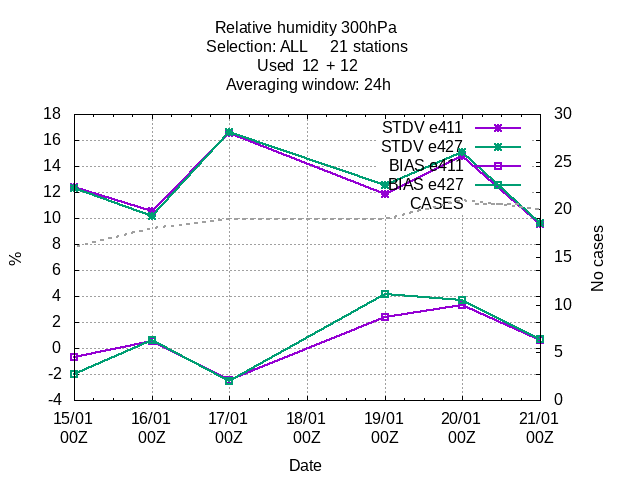 Relative humidity 300hPa
Selection: ALL 21 stations
Used 12 + 12
Averaging window: 24h
18
16
14
12
10
8
6
4
2
0
-2
-4
%
30
25
20
15
10
5
0
No cases
STDV e411
STDV e427
BIAS e411
BIAS e427
CASES
15/01 16/01 17/01 18/01 19/01 20/01 21/01
00Z 00Z 00Z 00Z 00Z 00Z 00Z
Date